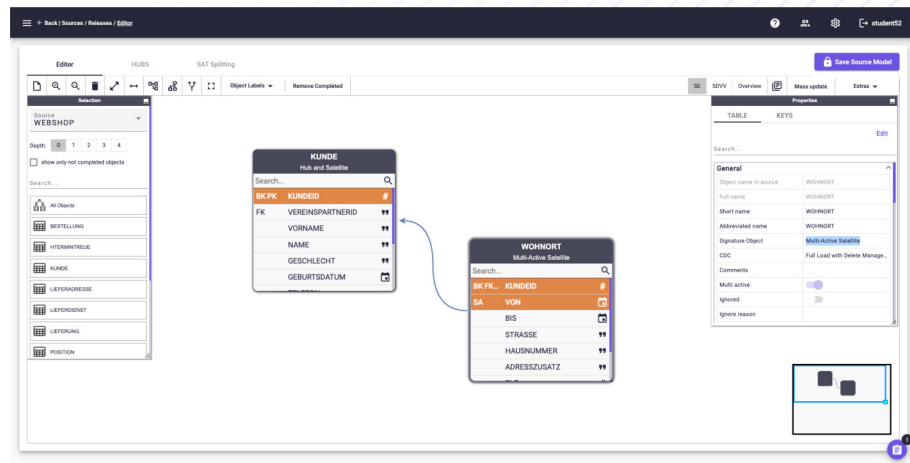 ← Back | Sources / Releases / Editor
student52
Editor HUBS SAT Splitting
Save Source Model
Object Labels Remove Completed
SE SDVV Overview Mass update Extras
Selection
Source
WEBSHOP
Depth: 0 1 2 3 4
show only not completed objects
Search...
All Objects
BESTELLUNG
HTERMINTREUE
KUNDE
LIEFERADRESSE
LIEFERDIENST
LIEFERUNG
POSITION
KUNDE
Hub and Satellite
Search...
BK PK KUNDEID #
FK VEREINSPARTNERID
VORNAME
NAME
GESCHLECHT
GEBURTSDATUM
WOHNORT
Multi-Active Satellite
Search...
BK FK... KUNDEID #
SA VON
BIS
STRASSE
HAUSNUMMER
ADRESSZUSATZ
Properties
TABLE KEYS
Edit
Search...
General
Object name in source WOHNORT
Full name WOHNORT
Short name WOHNORT
Abbreviated name WOHNORT
Signature Object Multi-Active Satellite
CDC Full Load with Delete Manage...
Comments
Multi active
Ignored
Ignore reason